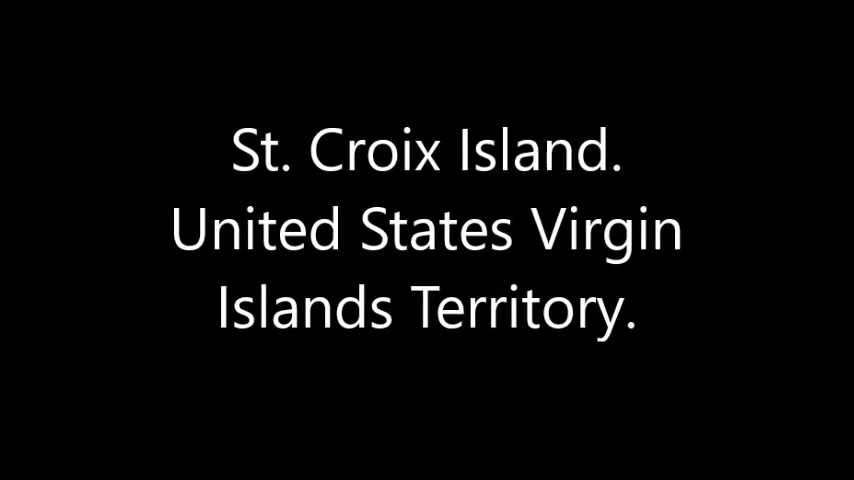 St. Croix Island.
United States Virgin
Islands Territory.